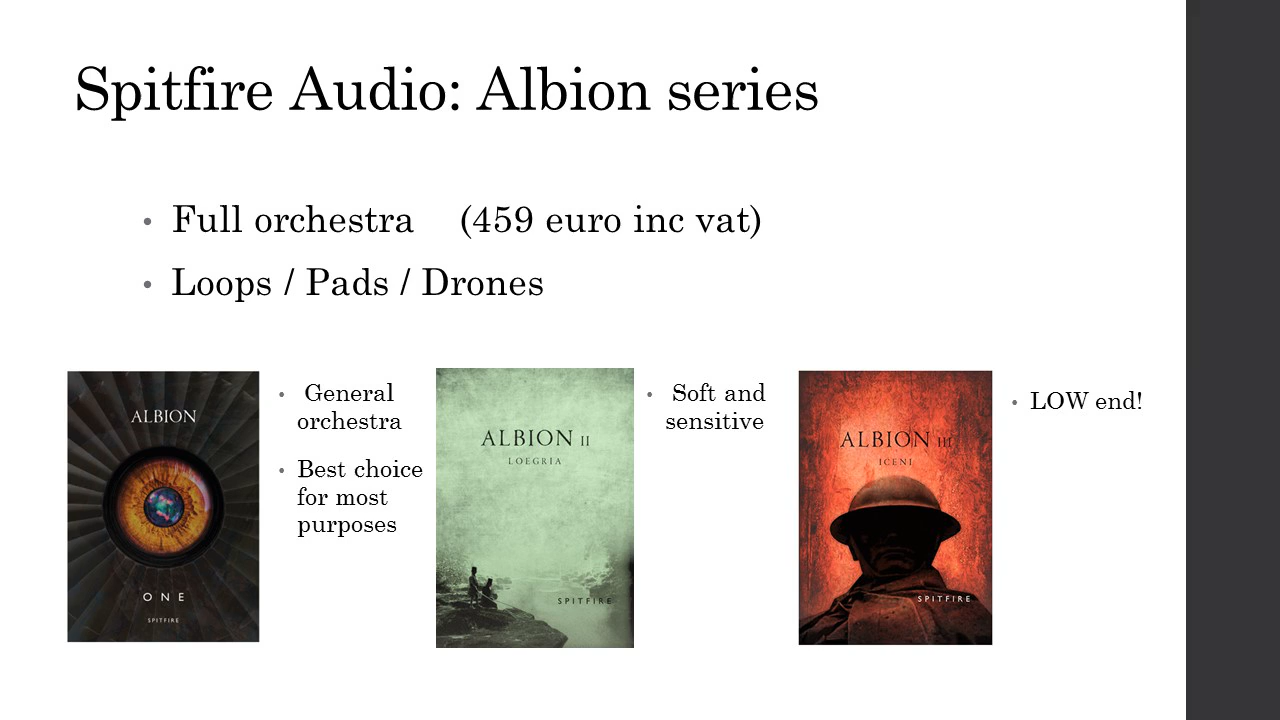 Spitfire Audio: Albion series
• Full orchestra (459 euro inc vat)
• Loops / Pads / Drones
ALBION
ONE
SPITFIRE
• General
orchestra
• Best choice
for most
purposes
ALBION II
LOEGRIA
SPITFIRE
• Soft and
sensitive
ALBION III
ICENI
SPITFIRE
• LOW end!